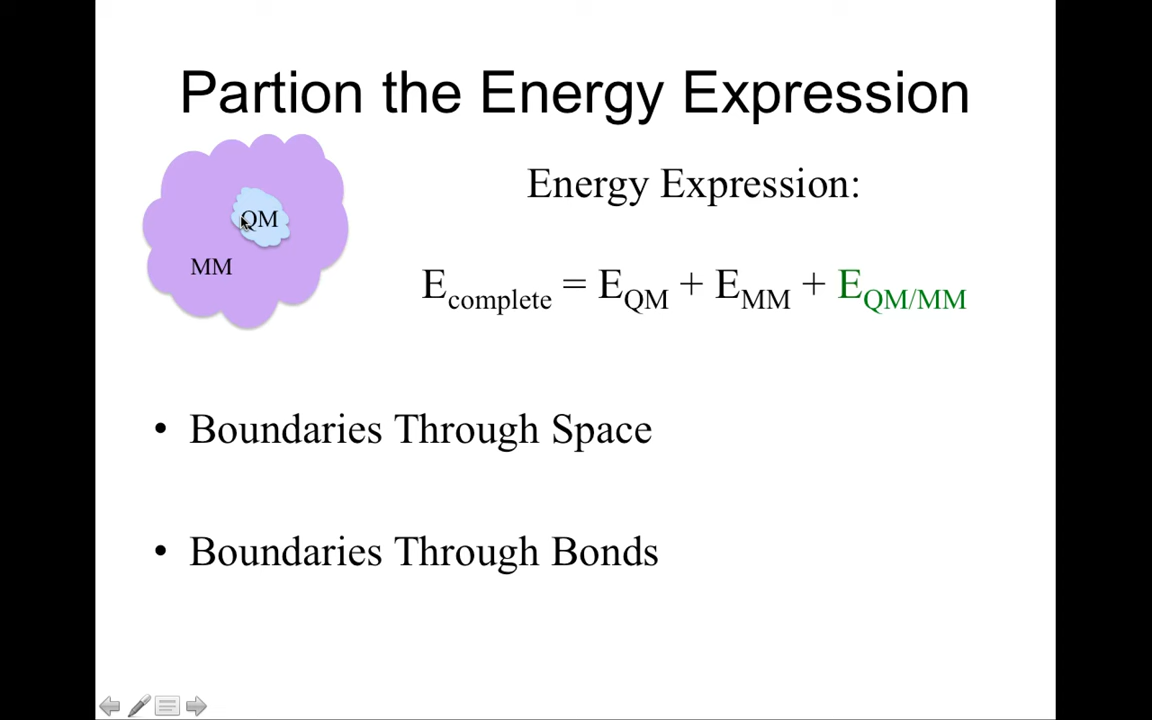 Partion the Energy Expression
QM
MM
Energy Expression:
E_complete = E_QM + E_MM + E_QM/MM
• Boundaries Through Space
• Boundaries Through Bonds